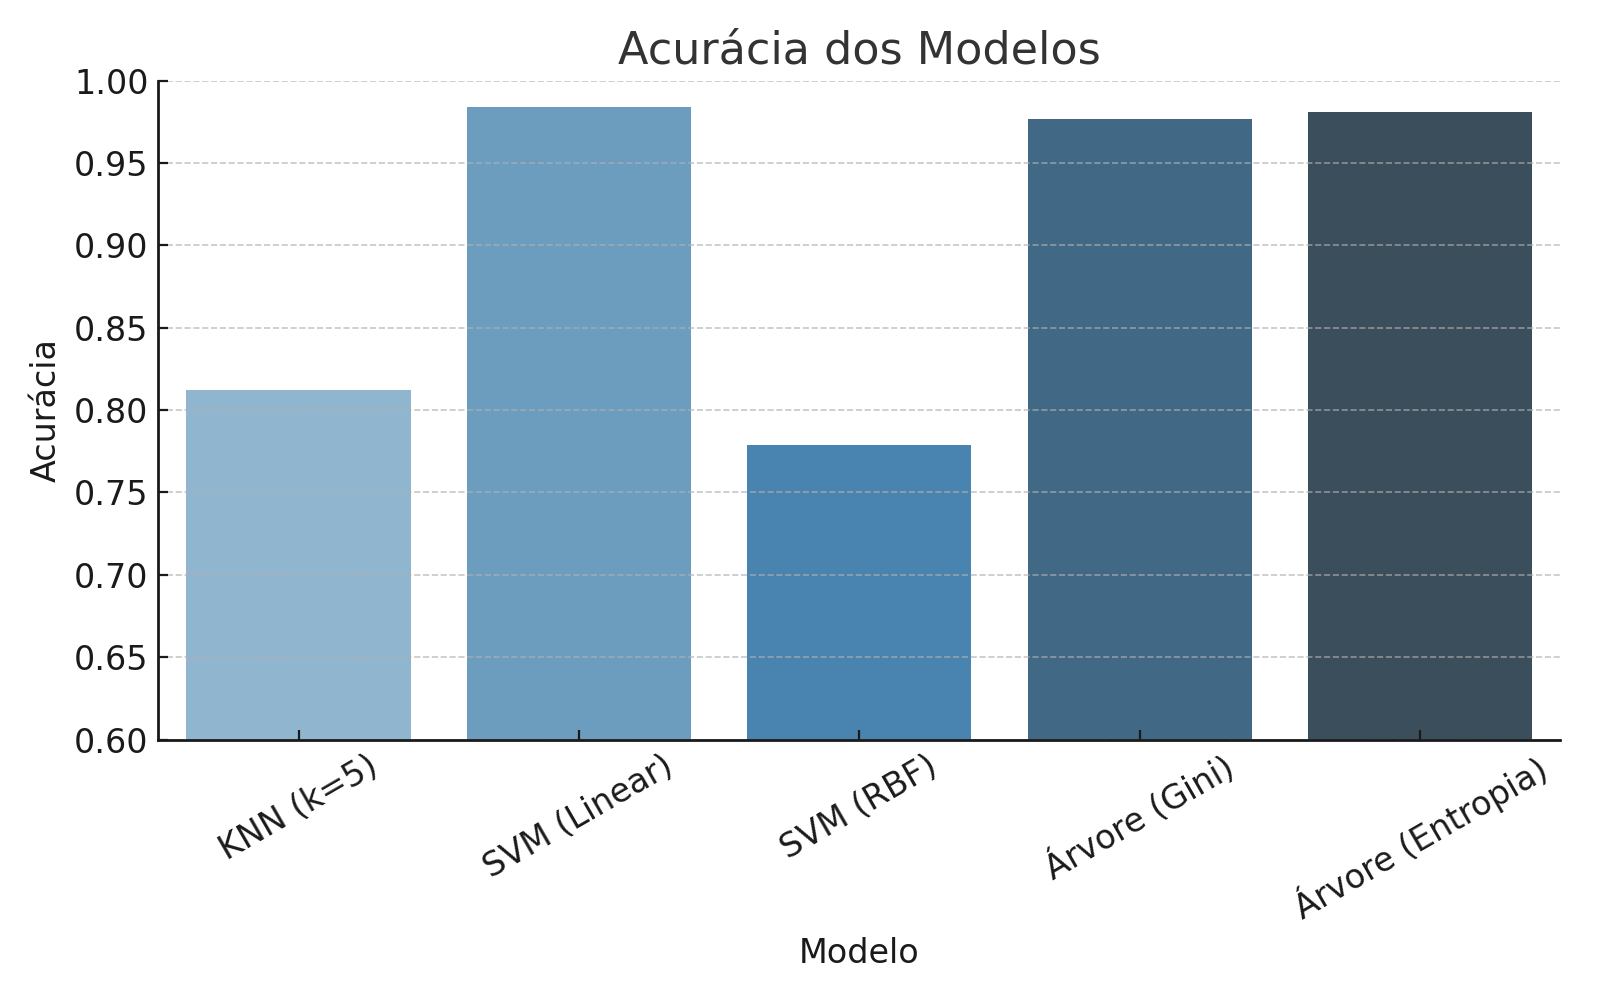 Acurácia dos Modelos
Acurácia
1.00
0.95
0.90
0.85
0.80
0.75
0.70
0.65
0.60
KNN (k=5)
SVM (Linear)
SVM (RBF)
Árvore (Gini)
Árvore (Entropia)
Modelo